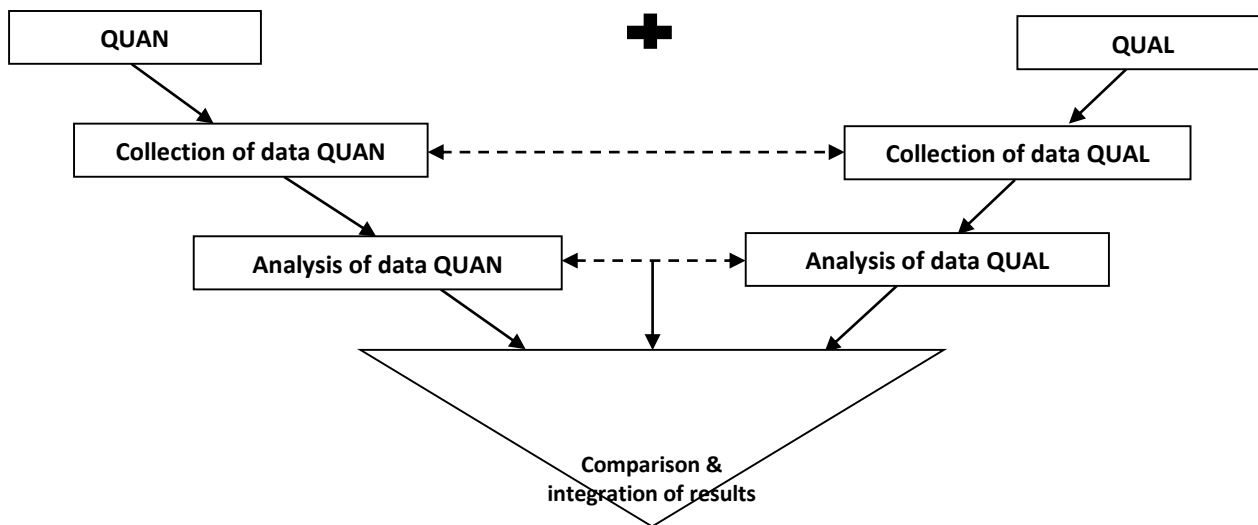 QUAN
QUAL
Collection of data QUAN
Collection of data QUAL
Analysis of data QUAN
Analysis of data QUAL
Comparison &
integration of results